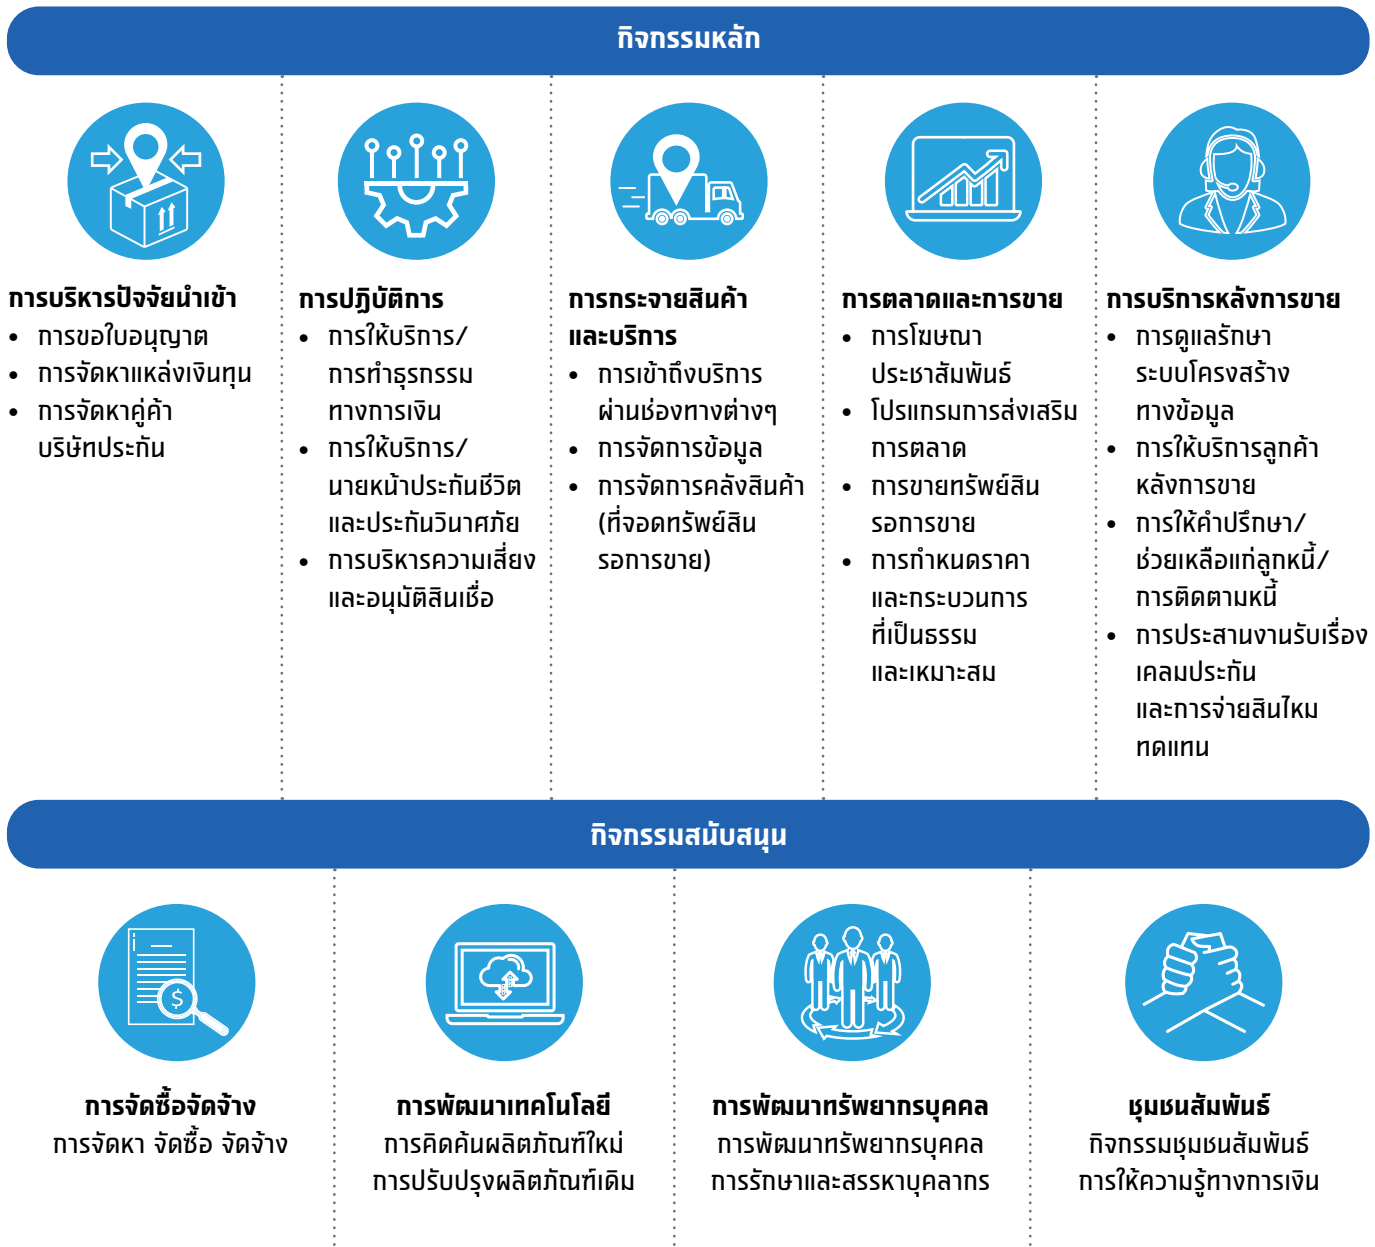 กิจกรรมหลัก
การบริหารปัจจัยนำเข้า
• การขอใบอนุญาต
• การจัดหาแหล่งเงินทุน
• การจัดหาคู่ค้า
บริษัทประกัน
การปฏิบัติการ
• การให้บริการ/
การทำธุรกรรม
ทางการเงิน
• การให้บริการ/
นายหน้าประกันชีวิต
และประกันวินาศภัย
• การบริหารความเสี่ยง
และอนุมัติสินเชื่อ
การกระจายสินค้า
และบริการ
• การเข้าถึงบริการ
ผ่านช่องทางต่างๆ
• การจัดการข้อมูล
• การจัดการคลังสินค้า
(ที่จอดทรัพย์สิน
รอการขาย)
การตลาดและการขาย
• การโฆษณา
ประชาสัมพันธ์
• โปรแกรมการส่งเสริม
การตลาด
• การขายทรัพย์สิน
รอการขาย
• การกำหนดราคา
และกระบวนการ
ที่เป็นธรรม
และเหมาะสม
การบริการหลังการขาย
• การดูแลรักษา
ระบบโครงสร้าง
ทางข้อมูล
• การให้บริการลูกค้า
หลังการขาย
• การให้คำปรึกษา/
ช่วยเหลือแก่ลูกหนี้/
การติดตามหนี้
• การประสานงานรับเรื่อง
เคลมประกัน
และการจ่ายสินไหม
ทดแทน
กิจกรรมสนับสนุน
$
การจัดซื้อจัดจ้าง
การจัดหา จัดซื้อ จัดจ้าง
การพัฒนาเทคโนโลยี
การคิดค้นผลิตภัณฑ์ใหม่
การปรับปรุงผลิตภัณฑ์เดิม
การพัฒนาทรัพยากรบุคคล
การพัฒนาทรัพยากรบุคคล
การรักษาและสรรหาบุคลากร
ชุมชนสัมพันธ์
กิจกรรมชุมชนสัมพันธ์
การให้ความรู้ทางการเงิน